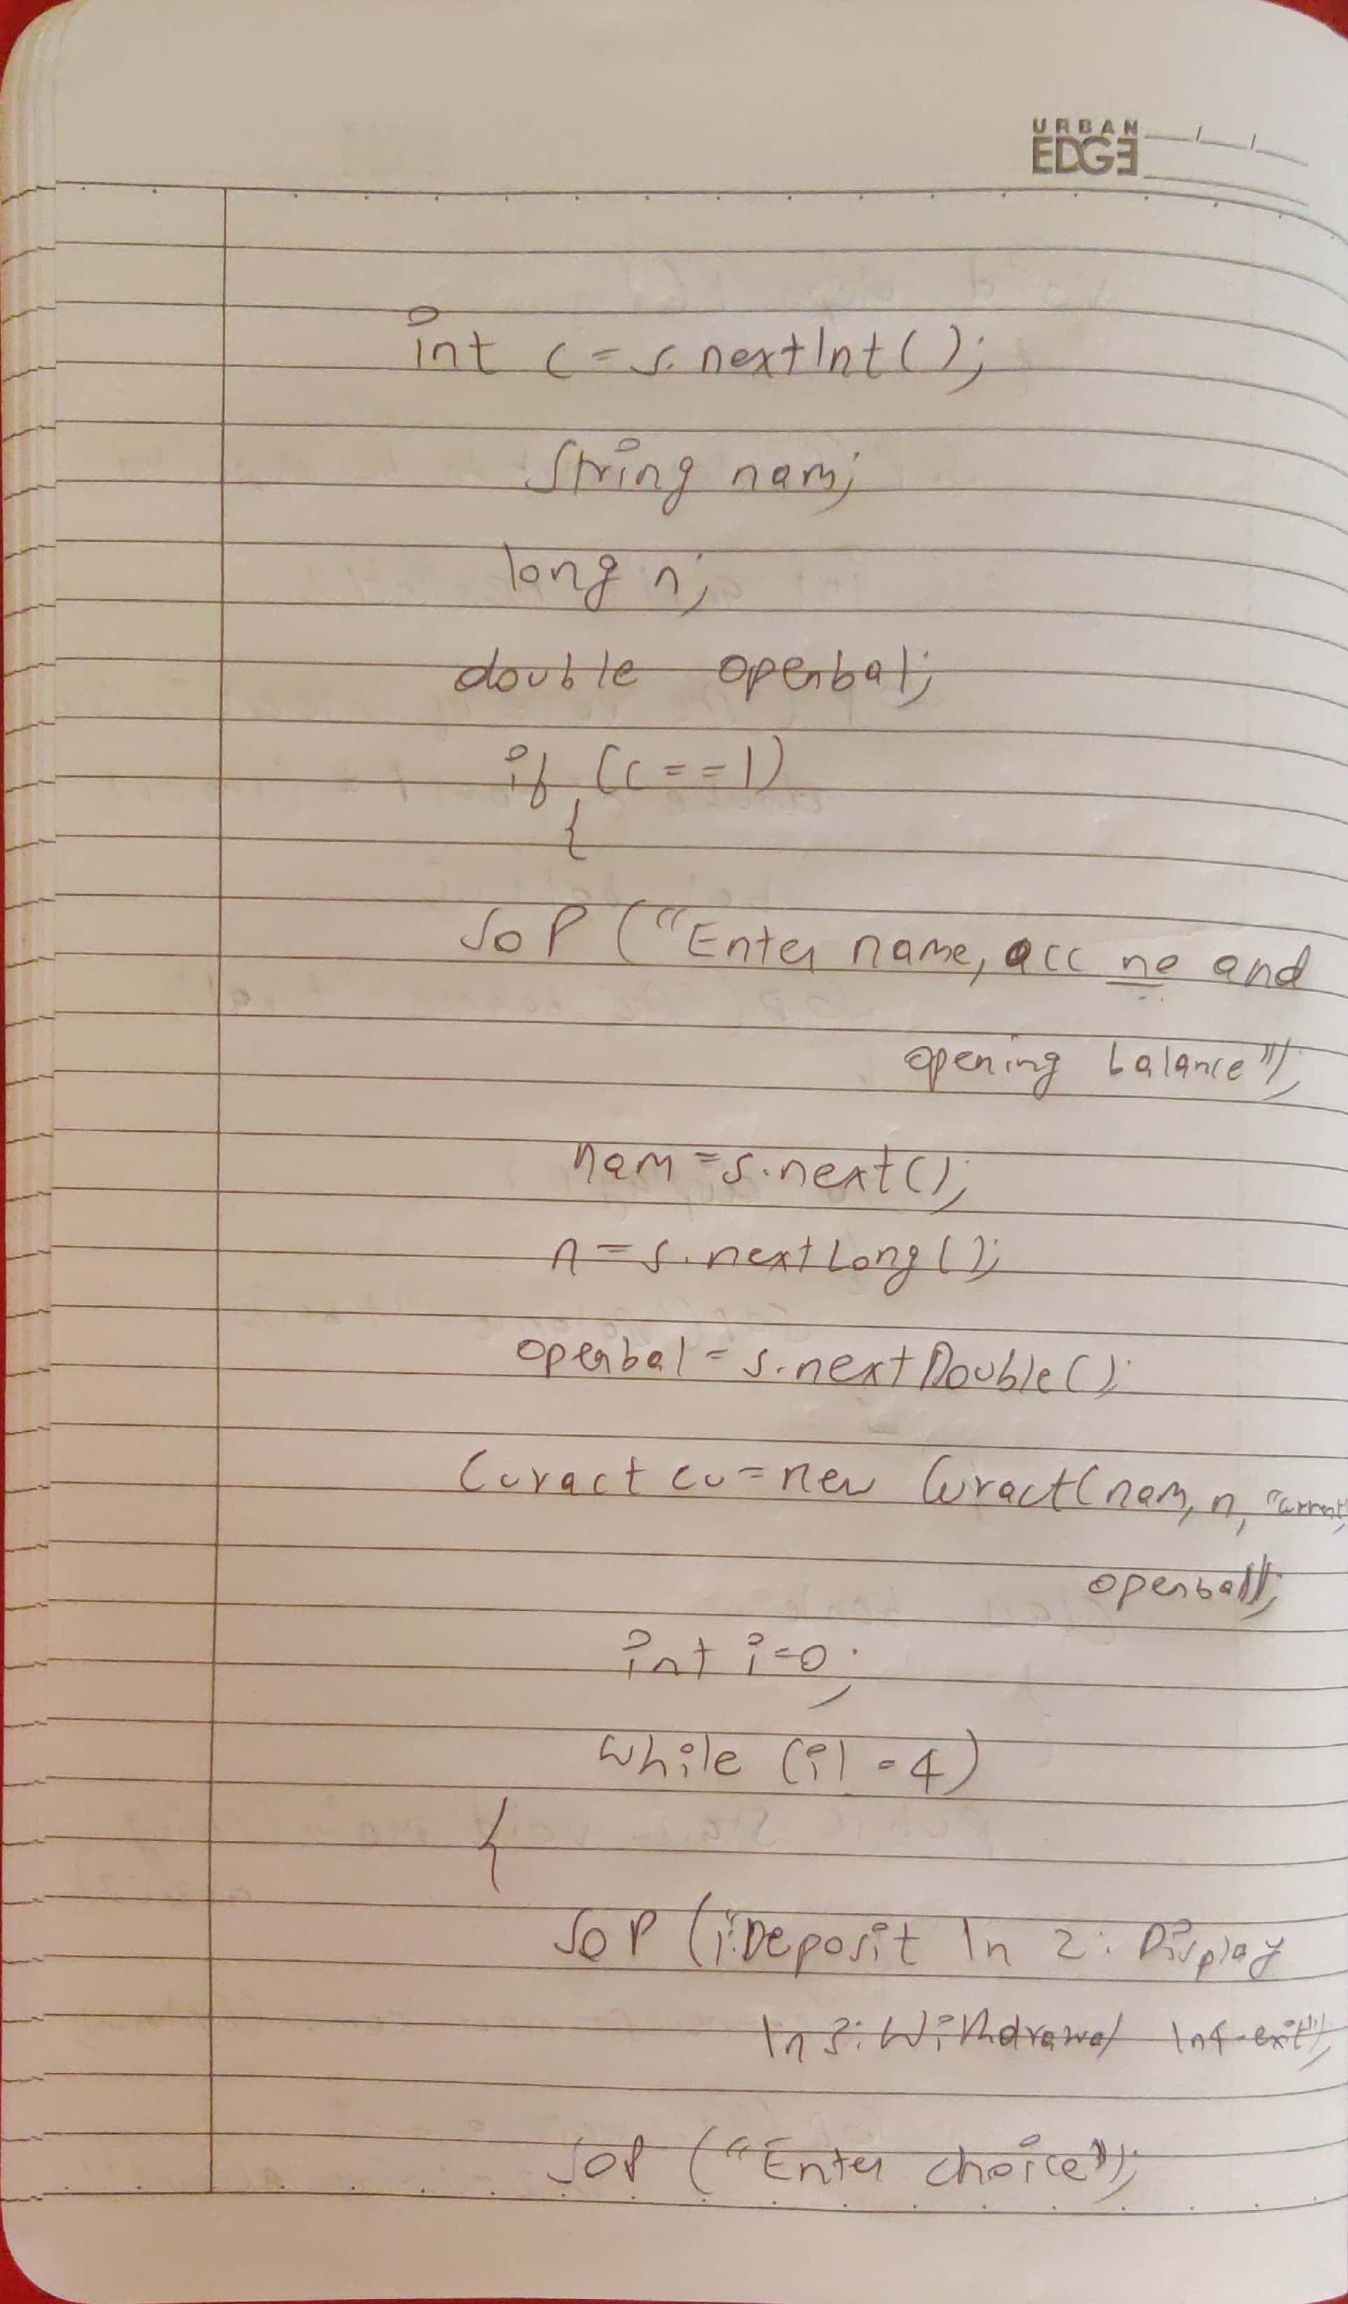 URBAN
EDGE
int c = s.nextInt();
String nam;
long n;
double openbal;
if (c==1)
{
SOP ("Enter name, acc no and
opening balance");
nam = s.next();
n = s.nextLong();
openbal = s.nextDouble();
Curact cu = new Curact(nam, n, "current",
openbal);
int i=0;
while (i!=4)
{
SOP ("1:Deposit \n 2: Display
\n 3: Withdrawal \n 4-exit");
SOP ("Enter choice");